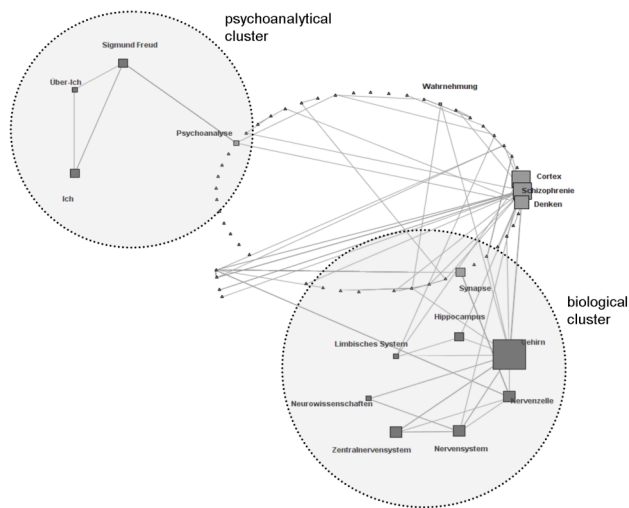 psychoanalytical
cluster
Sigmund Freud
Über-Ich
Wahrnehmung
Psychoanalyse
Cortex
Schizophrenie
Ich
Denken
Synapse
biological
cluster
Hippocampus
Limbisches System
Gehirn
Neurowissenschaften
Nervenzelle
Zentralnervensystem
Nervensystem